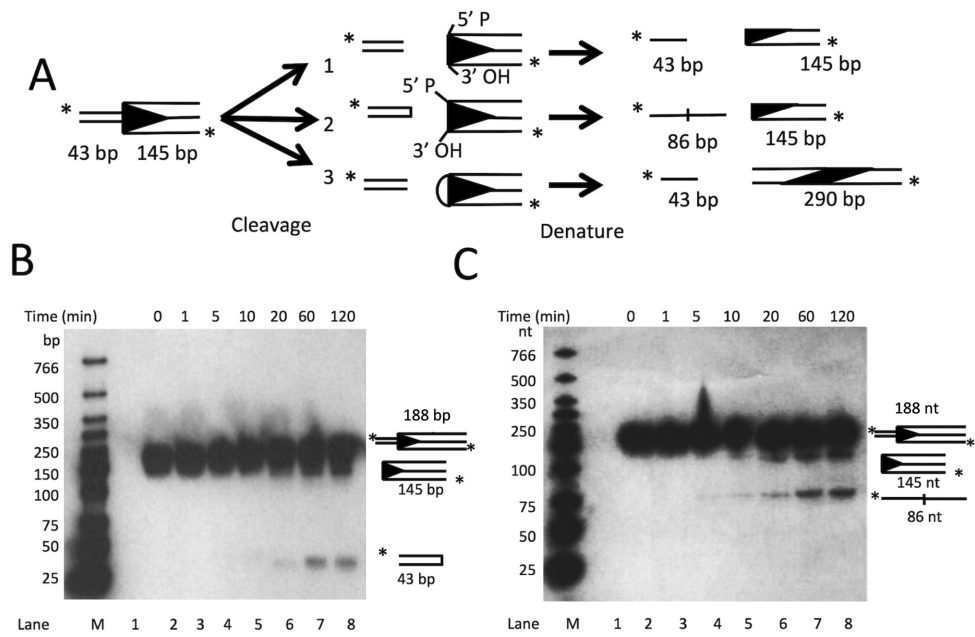 A
* 43 bp 145 bp *
Cleavage
1 * 5’ P 3’ OH *
2 * 5’ P 3’ OH *
3 * *
Denature
* 43 bp 145 bp *
* 86 bp 145 bp *
* 43 bp 290 bp *
B
Time (min) 0 1 5 10 20 60 120
bp
766
500
350
250
150
100
75
50
25
188 bp
* *
145 bp *
* 43 bp
Lane M 1 2 3 4 5 6 7 8
C
Time (min) 0 1 5 10 20 60 120
nt
766
500
350
250
100
75
50
25
188 nt
* *
145 nt *
* 86 nt
Lane M 1 2 3 4 5 6 7 8